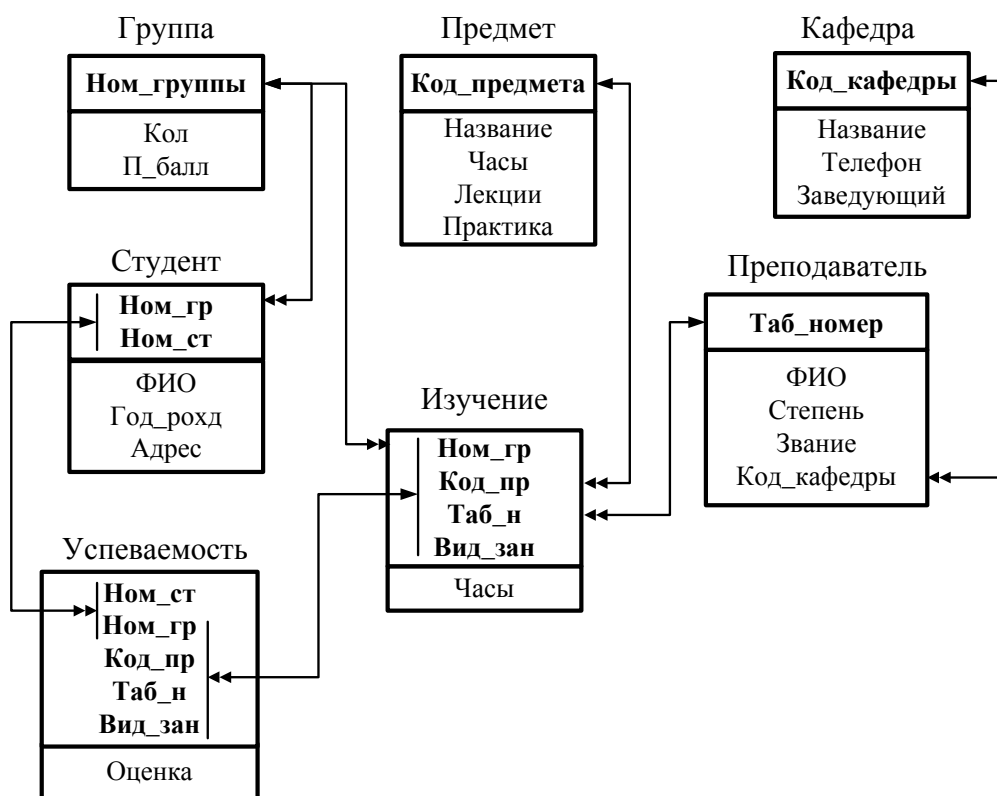 Группа
Ном_группы
Кол
П_балл
Предмет
Код_предмета
Название
Часы
Лекции
Практика
Кафедра
Код_кафедры
Название
Телефон
Заведующий
Студент
Ном_гр
Ном_ст
ФИО
Год_рохд
Адрес
Преподаватель
Таб_номер
ФИО
Степень
Звание
Код_кафедры
Изучение
Ном_гр
Код_пр
Таб_н
Вид_зан
Часы
Успеваемость
Ном_ст
Ном_гр
Код_пр
Таб_н
Вид_зан
Оценка